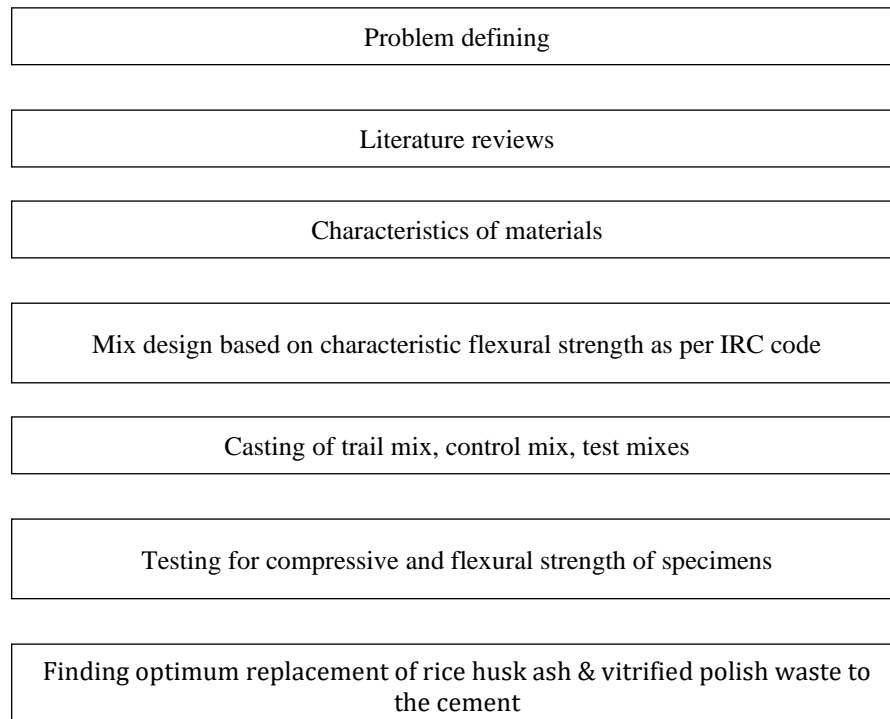 Problem defining
Literature reviews
Characteristics of materials
Mix design based on characteristic flexural strength as per IRC code
Casting of trail mix, control mix, test mixes
Testing for compressive and flexural strength of specimens
Finding optimum replacement of rice husk ash & vitrified polish waste to
the cement